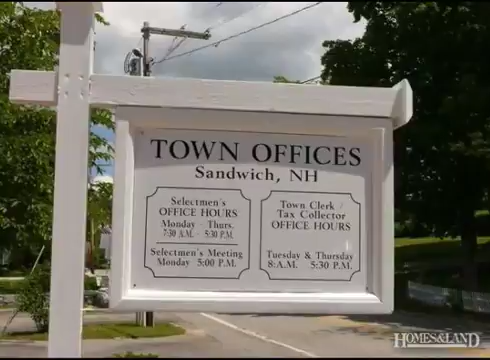 TOWN OFFICES
Sandwich, NH
Selectmen's
OFFICE HOURS
Monday - Thurs.
7:30 A.M. - 5:30 P.M.
Selectmen's Meeting
Monday 5:00 P.M.
Town Clerk /
Tax Collector
OFFICE HOURS
Tuesday & Thursday
8:A.M. 5:30 P.M.
HOMES&LAND